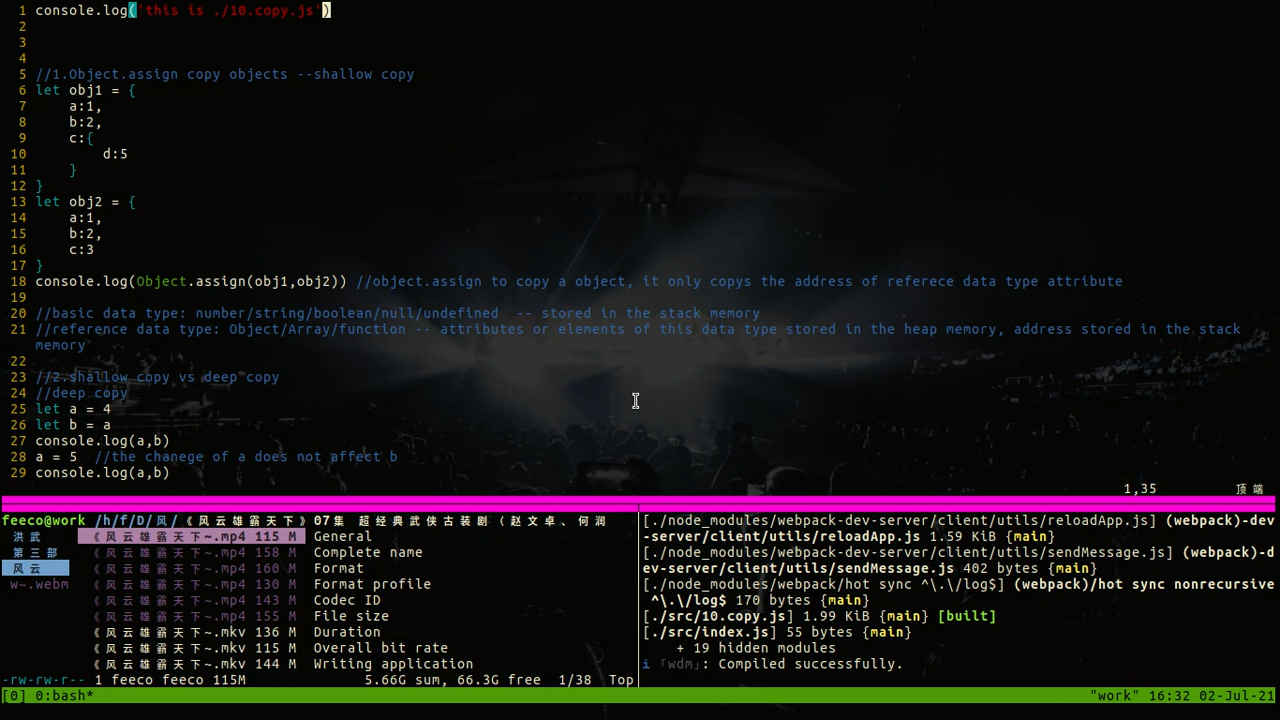 1 console.log('this is ./10.copy.js')
2
3
4
5 //1.Object.assign copy objects --shallow copy
6 let obj1 = {
7 a:1,
8 b:2,
9 c:{
10 d:5
11 }
12 }
13 let obj2 = {
14 a:1,
15 b:2,
16 c:3
17 }
18 console.log(Object.assign(obj1,obj2)) //object.assign to copy a object, it only copys the address of referece data type attribute
19
20 //basic data type: number/string/boolean/null/undefined -- stored in the stack memory
21 //reference data type: Object/Array/function -- attributes or elements of this data type stored in the heap memory, address stored in the stack
memory
22
23 //2.shallow copy vs deep copy
24 //deep copy
25 let a = 4
26 let b = a
27 console.log(a,b)
28 a = 5 //the chanege of a does not affect b
29 console.log(a,b)
1,35 顶端
feeco@work /h/f/D/风/《风云雄霸天下》07集 超经典武侠古装剧（赵文卓、何润
洪武 《风云雄霸天下~.mp4 115 M General
第三部 《风云雄霸天下~.mp4 158 M Complete name
风云 《风云雄霸天下~.mp4 160 M Format
w~.webm 《风云雄霸天下~.mp4 130 M Format profile
《风云雄霸天下~.mp4 143 M Codec ID
《风云雄霸天下~.mp4 155 M File size
《风云雄霸天下~.mkv 136 M Duration
《风云雄霸天下~.mkv 115 M Overall bit rate
《风云雄霸天下~.mkv 144 M Writing application
-rw-rw-r-- 1 feeco feeco 115M 5.66G sum, 66.3G free 1/38 Top
[./node_modules/webpack-dev-server/client/utils/reloadApp.js] (webpack)-dev
-server/client/utils/reloadApp.js 1.59 KiB {main}
[./node_modules/webpack-dev-server/client/utils/sendMessage.js] (webpack)-d
ev-server/client/utils/sendMessage.js 402 bytes {main}
[./node_modules/webpack/hot sync ^\.\/log$] (webpack)/hot sync nonrecursive
^\.\/log$ 170 bytes {main}
[./src/10.copy.js] 1.99 KiB {main} [built]
[./src/index.js] 55 bytes {main}
+ 19 hidden modules
i ｢wdm｣: Compiled successfully.
[0] 0:bash* "work" 16:32 02-Jul-21